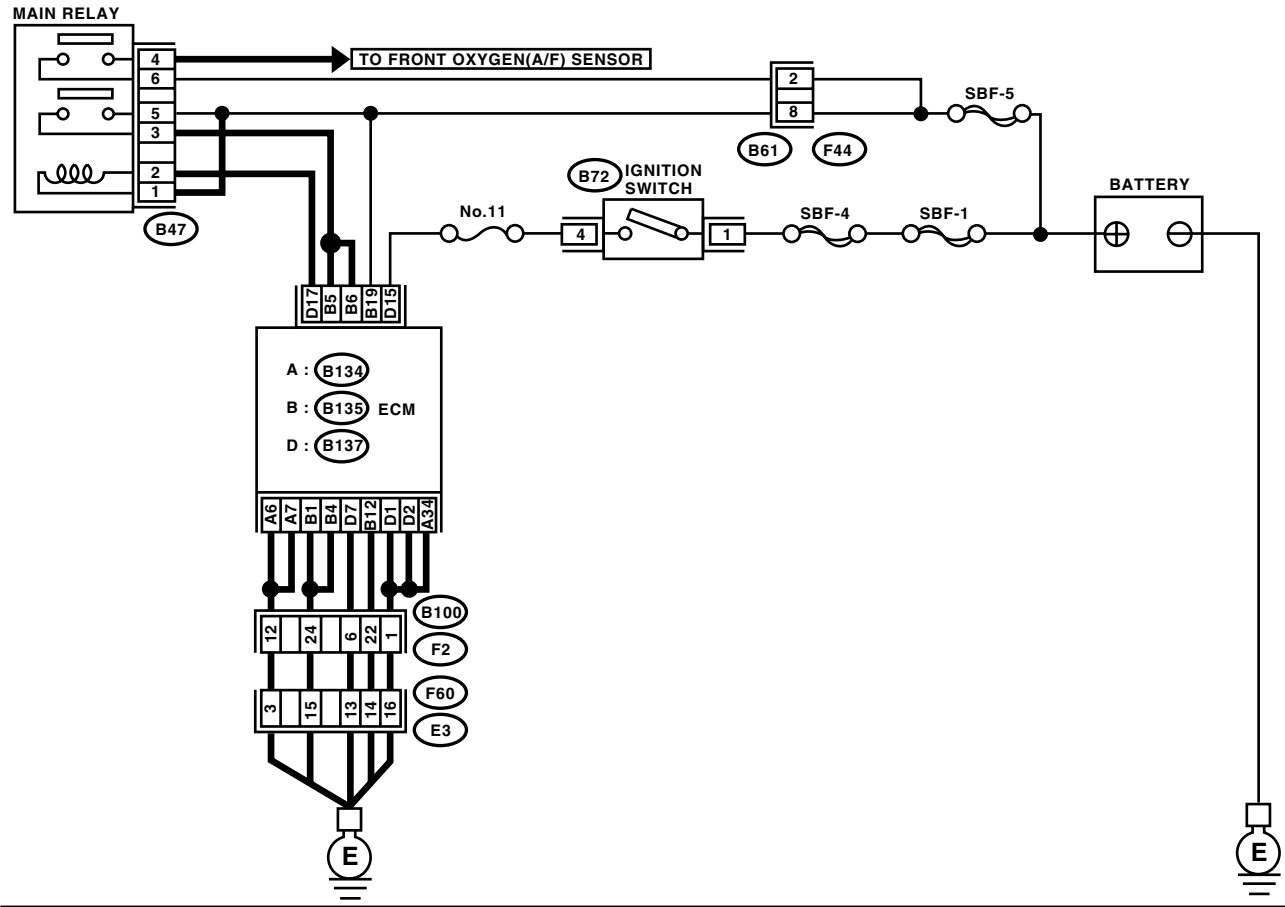 MAIN RELAY
4
TO FRONT OXYGEN(A/F) SENSOR
6
2
5
8
SBF-5
3
B61
F44
2
1
B72
IGNITION
SWITCH
BATTERY
B47
No.11
4
1
SBF-4
SBF-1
D17
B5
B6
B19
D15
A : B134
B : B135 ECM
D : B137
A6
A7
B1
B4
D7
B12
D1
D2
A34
B100
12
24
6
22
1
F2
F60
3
15
13
14
16
E3
E
E